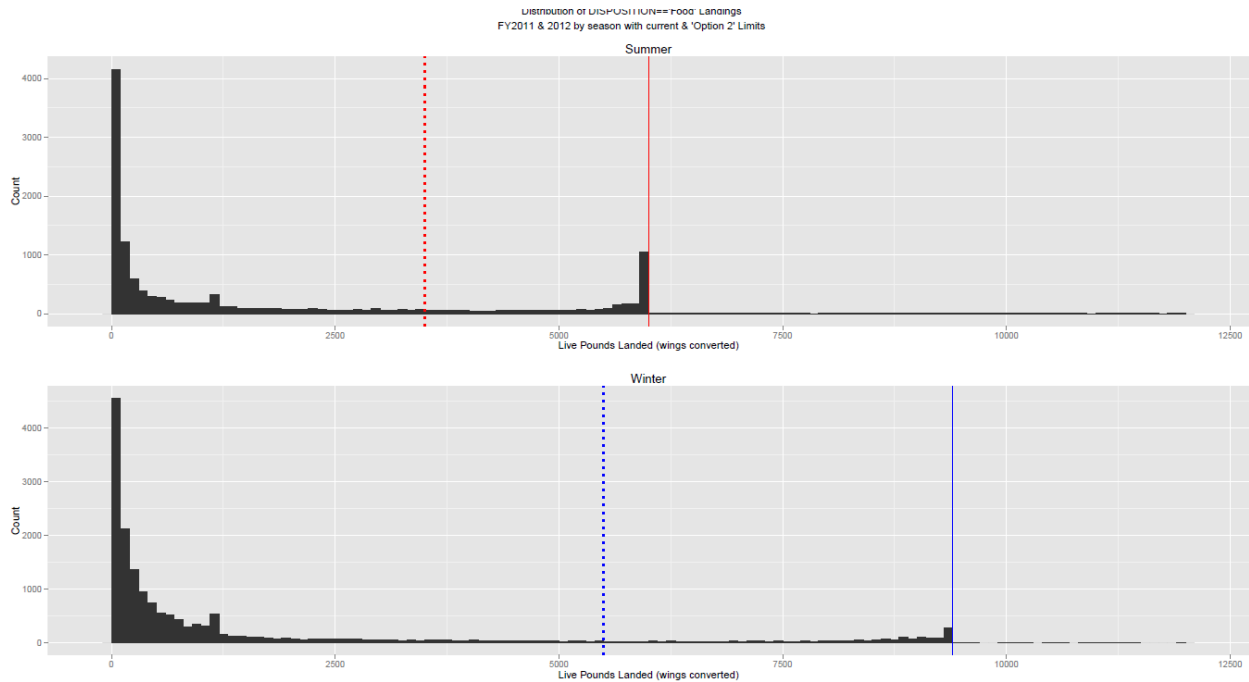 Distribution of DISPOSITION=='Food' Landings
FY2011 & 2012 by season with current & 'Option 2' Limits
Summer
4000
3000
2000
1000
0
Count
0 2500 5000 7500 10000 12500
Live Pounds Landed (wings converted)
Winter
4000
3000
2000
1000
0
Count
0 2500 5000 7500 10000 12500
Live Pounds Landed (wings converted)